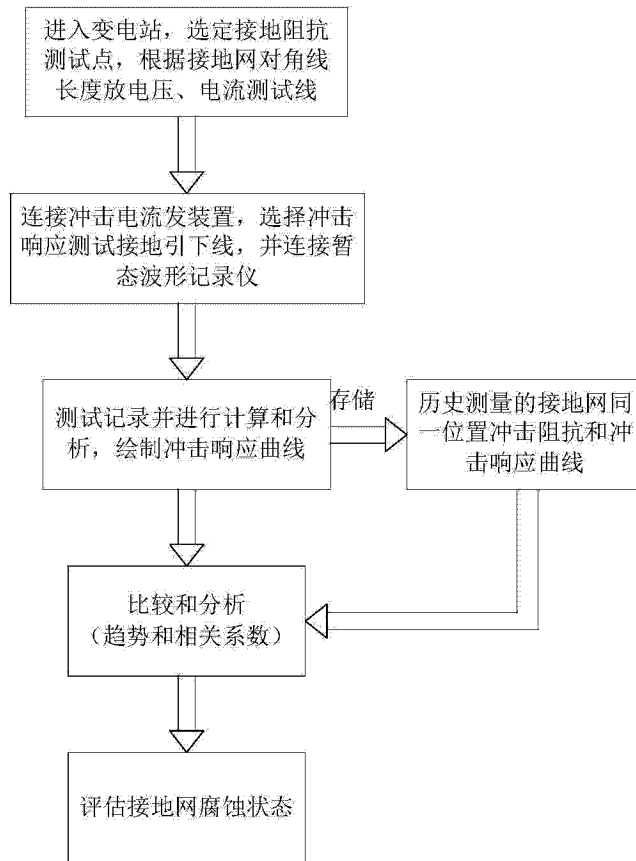 进入变电站，选定接地阻抗
测试点，根据接地网对角线
长度放电压、电流测试线
连接冲击电流发装置，选择冲击
响应测试接地引下线，并连接暂
态波形记录仪
测试记录并进行计算和分
析，绘制冲击响应曲线
存储
历史测量的接地网同
一位置冲击阻抗和冲
击响应曲线
比较和分析
（趋势和相关系数）
评估接地网腐蚀状态